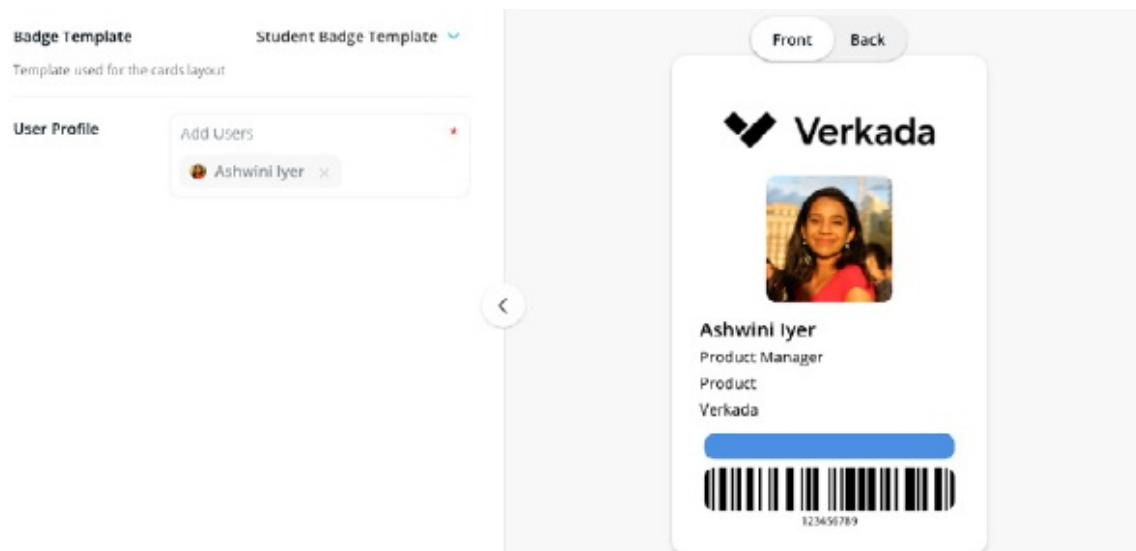 Badge Template
Student Badge Template
Template used for the cards layout
User Profile
Add Users *
Ashwini Iyer ×
Front
Back
Verkada
Ashwini Iyer
Product Manager
Product
Verkada
123456789